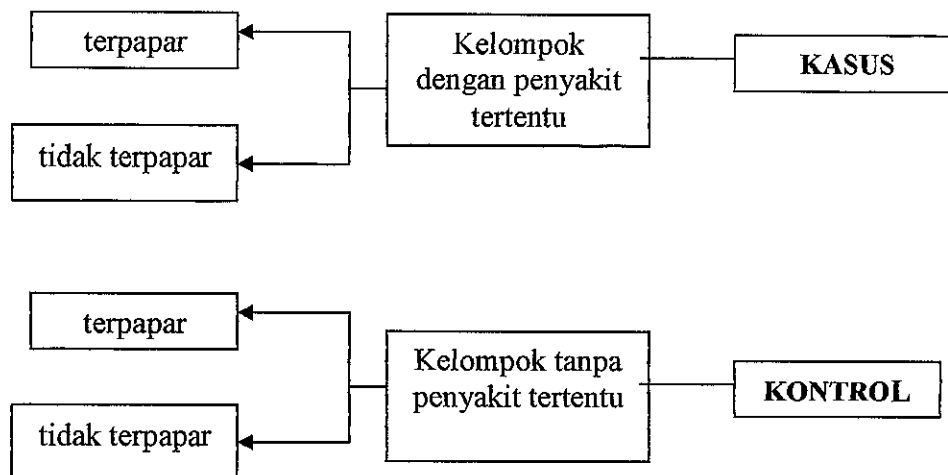 terpapar
tidak terpapar
Kelompok
dengan penyakit
tertentu
KASUS
terpapar
tidak terpapar
Kelompok tanpa
penyakit tertentu
KONTROL